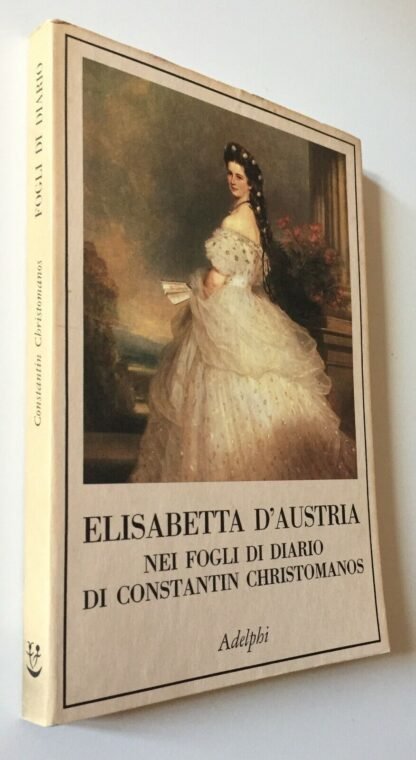 Constantin Christomanos FOGLI DI DIARIO
ELISABETTA D'AUSTRIA
NEI FOGLI DI DIARIO
DI CONSTANTIN CHRISTOMANOS
Adelphi